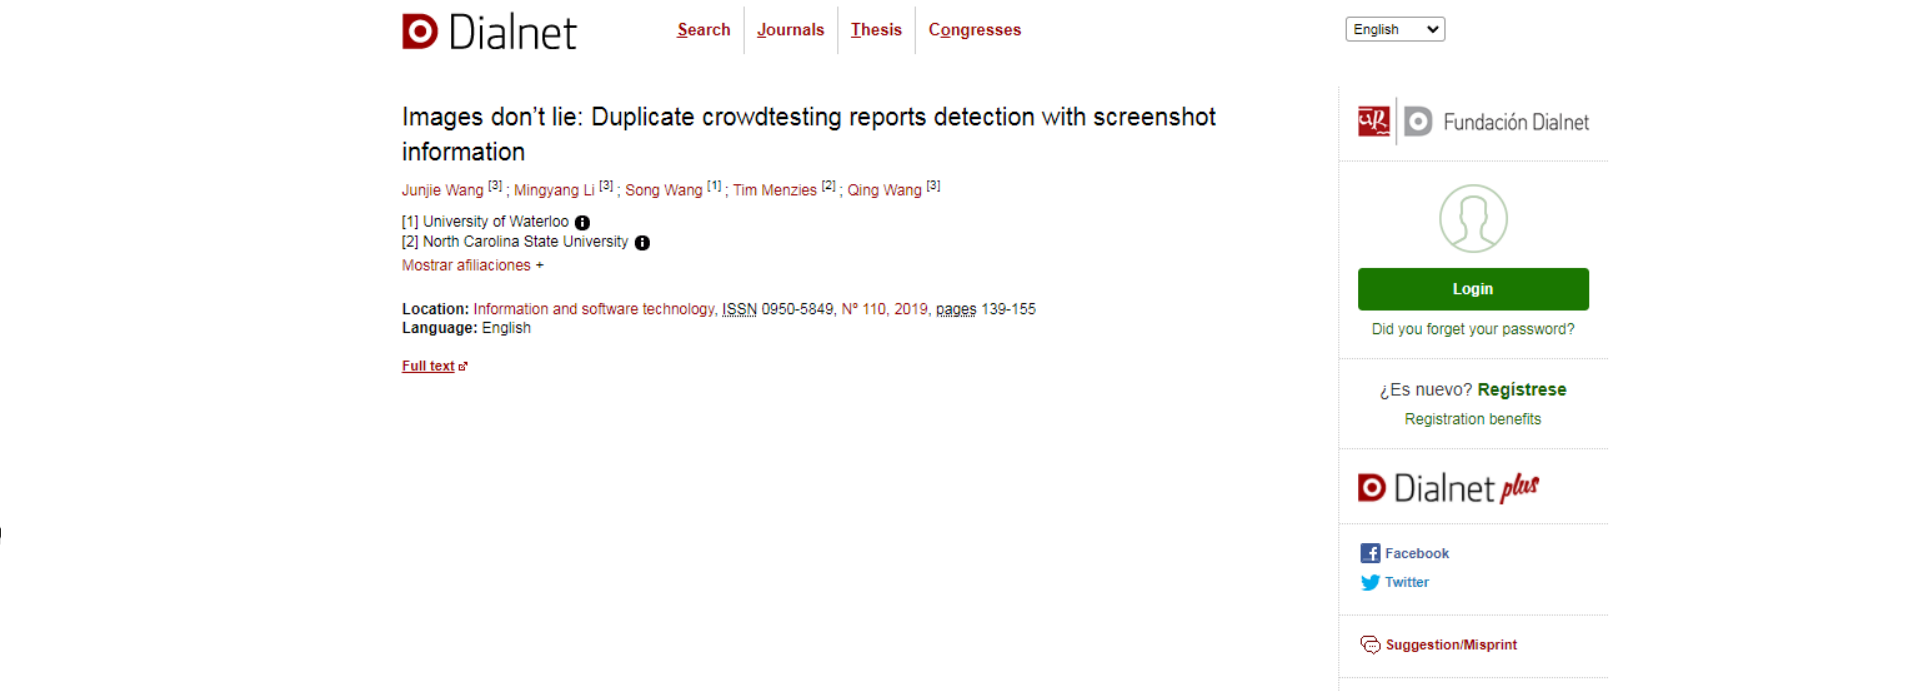 Dialnet
Search
Journals
Thesis
Congresses
English
Images don’t lie: Duplicate crowdtesting reports detection with screenshot
information
Junjie Wang [3] ; Mingyang Li [3] ; Song Wang [1] ; Tim Menzies [2] ; Qing Wang [3]
[1] University of Waterloo
[2] North Carolina State University
Mostrar afiliaciones +
Location: Information and software technology, ISSN 0950-5849, Nº 110, 2019, pages 139-155
Language: English
Full text
UR
Fundación Dialnet
Login
Did you forget your password?
¿Es nuevo? Regístrese
Registration benefits
Dialnet plus
Facebook
Twitter
Suggestion/Misprint